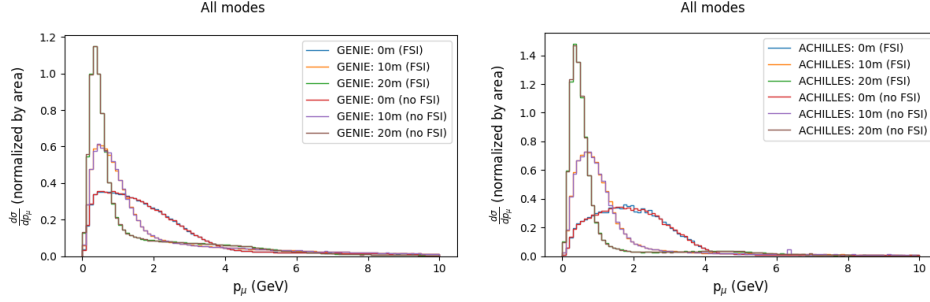 All modes
1.2
1.0
0.8
0.6
0.4
0.2
0.0
dσ/dpμ (normalized by area)
GENIE: 0m (FSI)
GENIE: 10m (FSI)
GENIE: 20m (FSI)
GENIE: 0m (no FSI)
GENIE: 10m (no FSI)
GENIE: 20m (no FSI)
0 2 4 6 8 10
pμ (GeV)
All modes
1.4
1.2
1.0
0.8
0.6
0.4
0.2
0.0
dσ/dpμ (normalized by area)
ACHILLES: 0m (FSI)
ACHILLES: 10m (FSI)
ACHILLES: 20m (FSI)
ACHILLES: 0m (no FSI)
ACHILLES: 10m (no FSI)
ACHILLES: 20m (no FSI)
0 2 4 6 8 10
pμ (GeV)